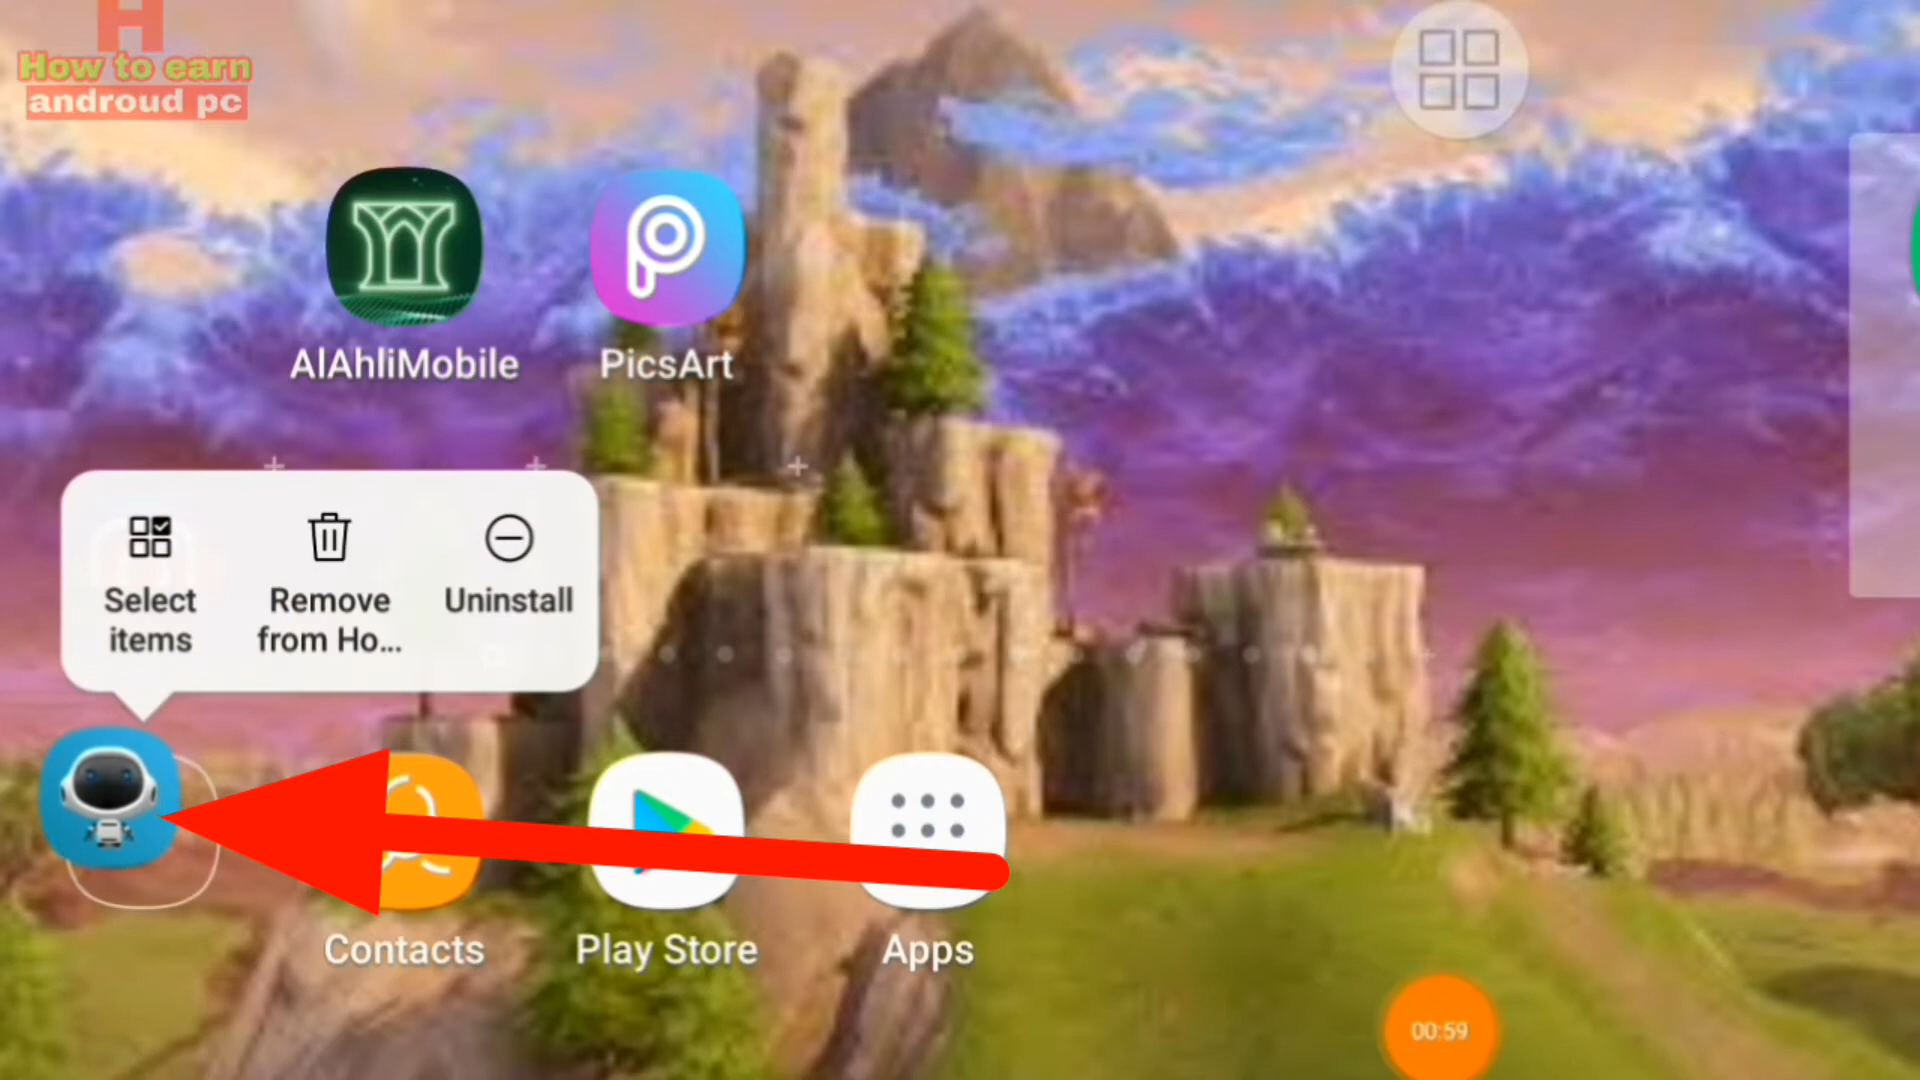 H
How to earn
androud pc
AlAhliMobile
PicsArt
Select
items
Remove
from Ho...
Uninstall
Contacts
Play Store
Apps
00:59